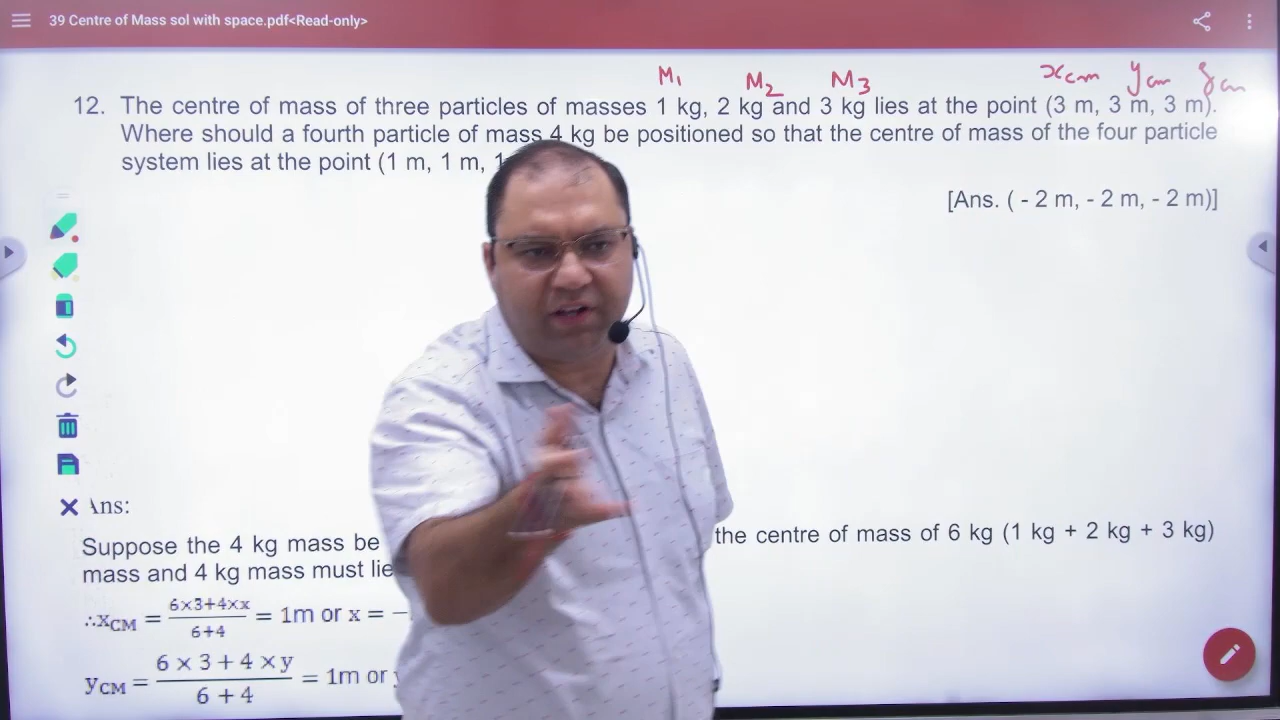 39 Centre of Mass sol with space.pdf<Read-only>
M₁ M₂ M₃ xcm ycm zcm
12. The centre of mass of three particles of masses 1 kg, 2 kg and 3 kg lies at the point (3 m, 3 m, 3 m).
Where should a fourth particle of mass 4 kg be positioned so that the centre of mass of the four particle
system lies at the point (1 m, 1 m, 1
[Ans. ( - 2 m, - 2 m, - 2 m)]
Ans:
Suppose the 4 kg mass be the centre of mass of 6 kg (1 kg + 2 kg + 3 kg)
mass and 4 kg mass must lie
∴xCM = 6×3+4×x / 6+4 = 1m or x = −
yCM = 6 × 3 + 4 × y / 6 + 4 = 1m or y